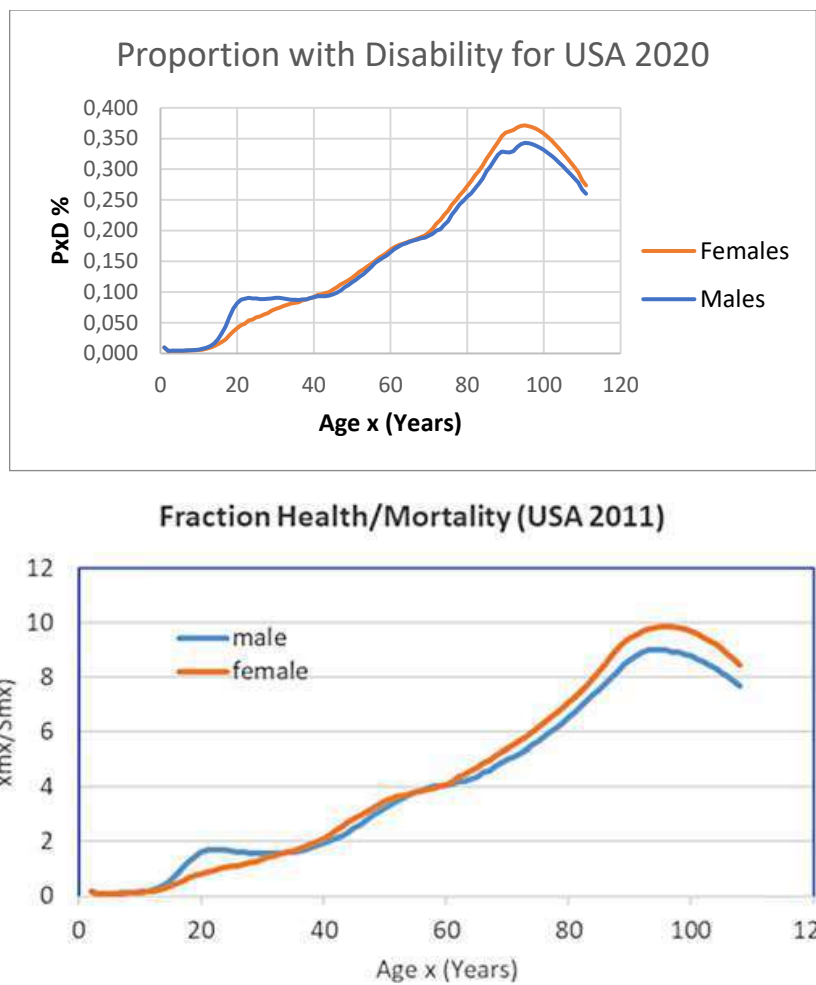 Proportion with Disability for USA 2020
0,400
0,350
0,300
0,250
0,200
0,150
0,100
0,050
0,000
PxD %
0 20 40 60 80 100 120
Age x (Years)
Females
Males
Fraction Health/Mortality (USA 2011)
12
10
8
6
4
2
0
xmx/Smx)
male
female
0 20 40 60 80 100 12
Age x (Years)